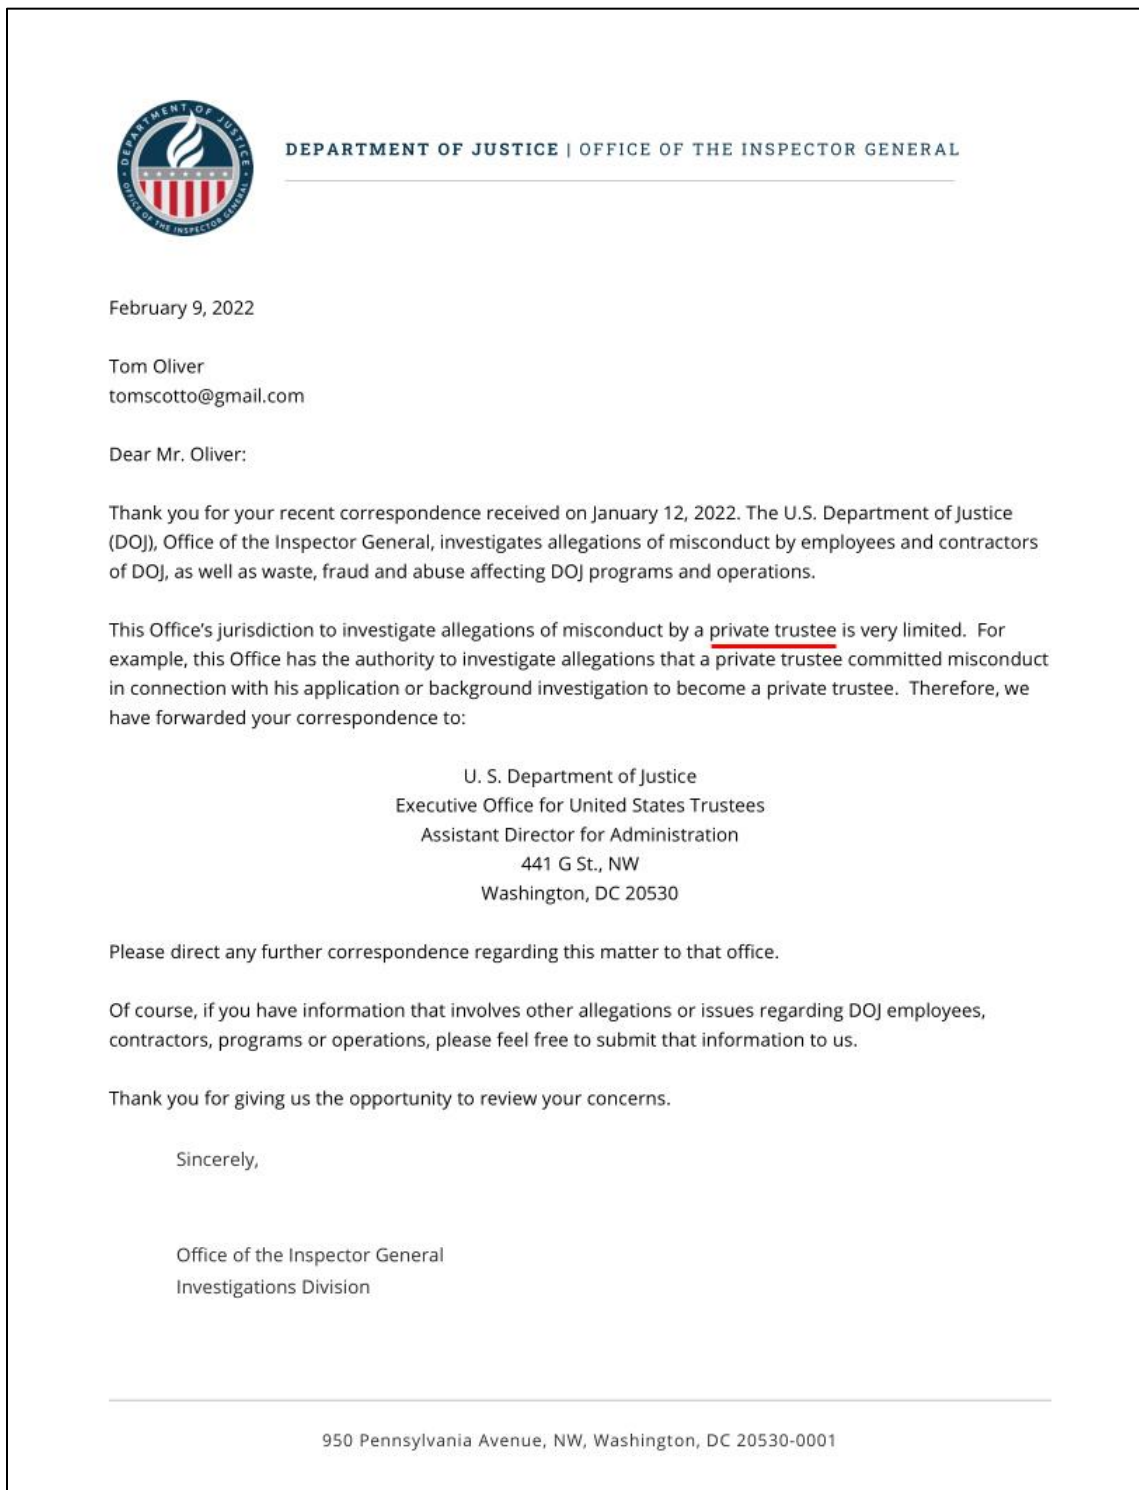 DEPARTMENT OF JUSTICE
OFFICE OF THE INSPECTOR GENERAL
DEPARTMENT OF JUSTICE | OFFICE OF THE INSPECTOR GENERAL
February 9, 2022
Tom Oliver
tomscotto@gmail.com
Dear Mr. Oliver:
Thank you for your recent correspondence received on January 12, 2022. The U.S. Department of Justice
(DOJ), Office of the Inspector General, investigates allegations of misconduct by employees and contractors
of DOJ, as well as waste, fraud and abuse affecting DOJ programs and operations.
This Office's jurisdiction to investigate allegations of misconduct by a private trustee is very limited.  For
example, this Office has the authority to investigate allegations that a private trustee committed misconduct
in connection with his application or background investigation to become a private trustee.  Therefore, we
have forwarded your correspondence to:
U. S. Department of Justice
Executive Office for United States Trustees
Assistant Director for Administration
441 G St., NW
Washington, DC 20530
Please direct any further correspondence regarding this matter to that office.
Of course, if you have information that involves other allegations or issues regarding DOJ employees,
contractors, programs or operations, please feel free to submit that information to us.
Thank you for giving us the opportunity to review your concerns.
Sincerely,
Office of the Inspector General
Investigations Division
950 Pennsylvania Avenue, NW, Washington, DC 20530-0001